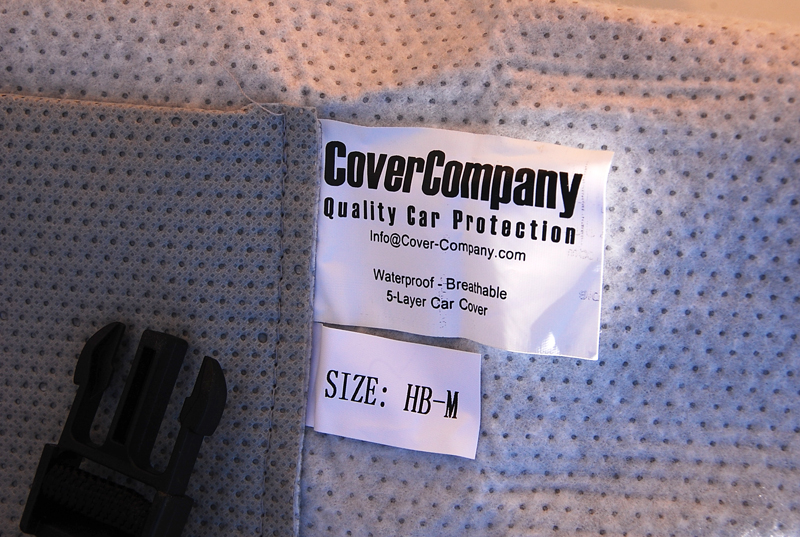 CoverCompany
Quality Car Protection
Info@Cover-Company.com
Waterproof - Breathable
5-Layer Car Cover
SIZE: HB-M